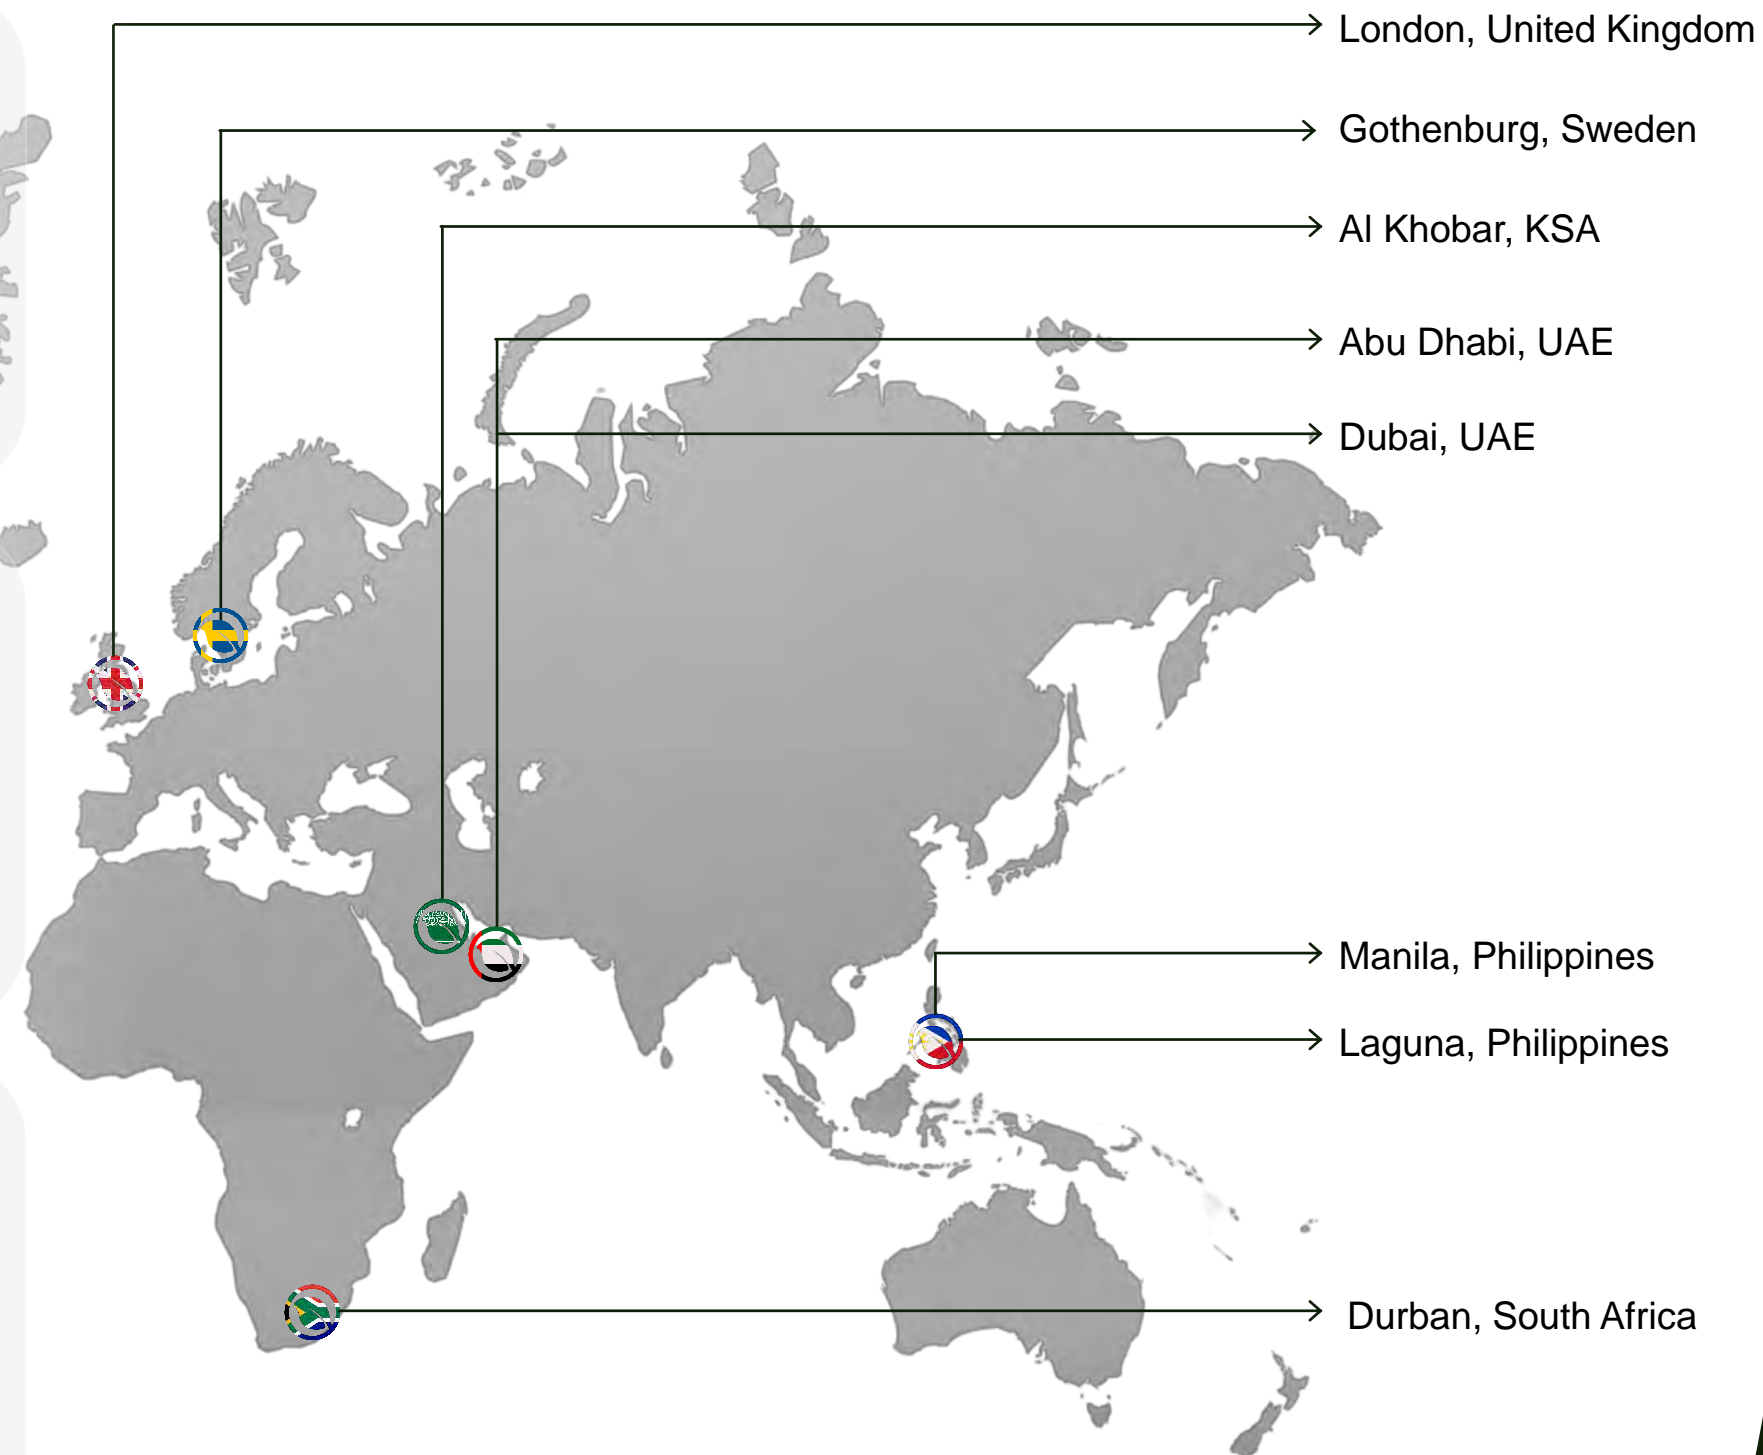 London, United Kingdom
Gothenburg, Sweden
Al Khobar, KSA
Abu Dhabi, UAE
Dubai, UAE
Manila, Philippines
Laguna, Philippines
Durban, South Africa